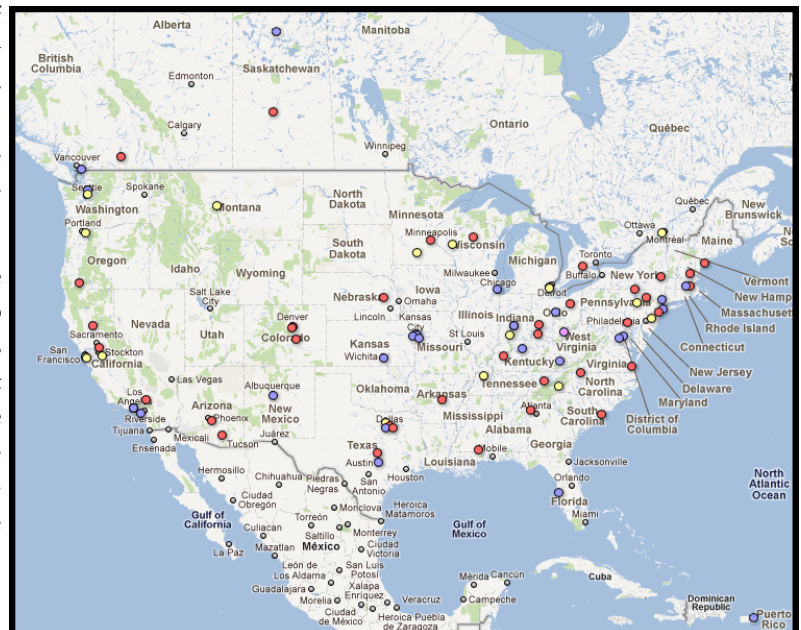 Alberta
Manitoba
British
Columbia
Edmonton
Saskatchewan
Calgary
Ontario
Québec
Winnipeg
Vancouver
Seattle
Spokane
Washington
Montana
North
Dakota
Minnesota
Ottawa
Québec
Montréal
New
Brunswick
Maine
Portland
Oregon
Idaho
Wyoming
South
Dakota
Minneapolis
Wisconsin
Michigan
Toronto
Buffalo
New York
Vermont
New Hamp
Massachuset
Rhode Island
Connecticut
New Jersey
Delaware
Maryland
District of
Columbia
Milwaukee
Chicago
Detroit
Salt Lake
City
Nebraska
Iowa
Omaha
Lincoln
Illinois
Indiana
Ohio
Pennsylvania
Philadelphia
Nevada
Utah
Denver
Colorado
Kansas
City
Kansas
Missouri
St Louis
West
Virginia
Virginia
Kentucky
Sacramento
San
Francisco
Stockton
California
Las Vegas
Wichita
Tennessee
North
Carolina
Los
Angeles
Riverside
Albuquerque
New
Mexico
Arizona
Phoenix
Oklahoma
Arkansas
Mississippi
Alabama
Atlanta
South
Carolina
Georgia
Tijuana
Mexicali
Tucson
Juárez
Ensenada
Dallas
Texas
Austin
San
Antonio
Houston
Louisiana
Mobile
Jacksonville
Orlando
Florida
Miami
Hermosillo
Chihuahua
Piedras
Negras
Ciudad
Obregón
Gulf of
California
Monclova
Heroica
Matamoros
Gulf of
Mexico
North
Atlantic
Ocean
Torreón
Saltillo
Monterrey
Culiacan
Mazatlan
La Paz
México
Ciudad
Victoria
León de
Los Aldama
San Luis
Potosí
Guadalajara
Xalapa
Enríquez
Morelia
Ciudad
de México
Veracruz
Heroica Puebla
de Zaragoza
Mérida
Cancún
Campeche
Cuba
Dominican
Republic
Puerto
Rico